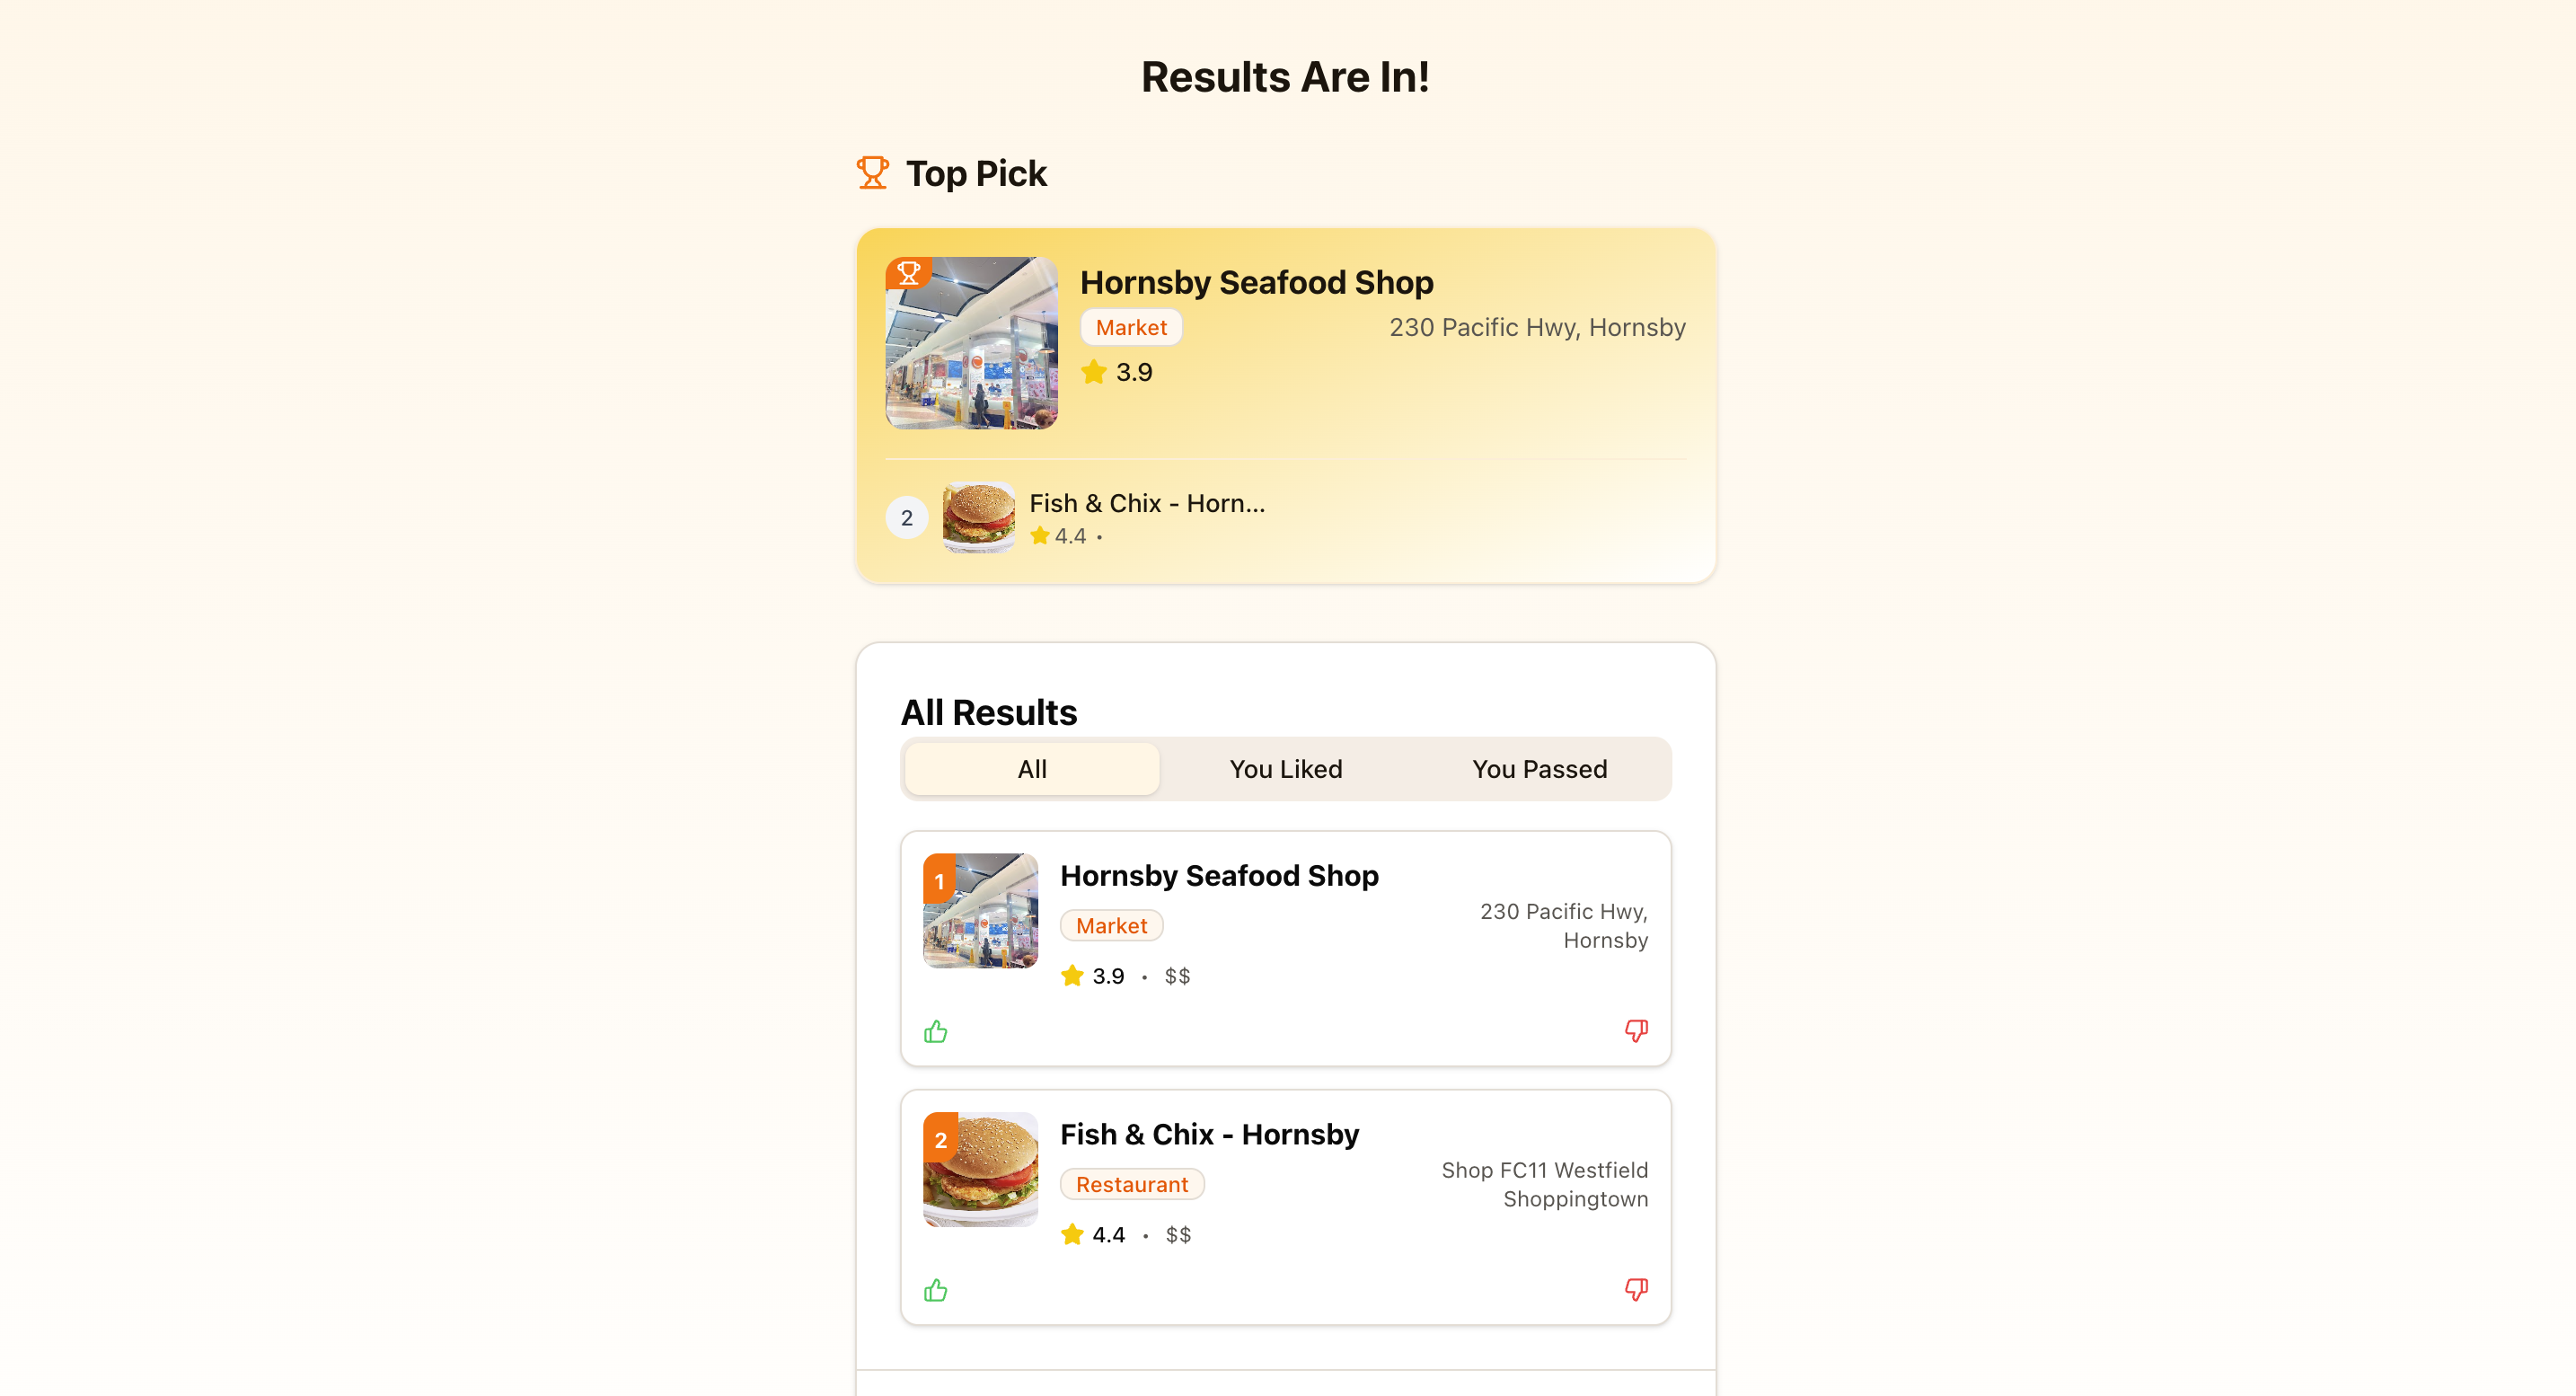 Results Are In!
Top Pick
Hornsby Seafood Shop
Market
230 Pacific Hwy, Hornsby
3.9
2
Fish & Chix - Horn...
4.4 •
All Results
All
You Liked
You Passed
1
Hornsby Seafood Shop
Market
230 Pacific Hwy,
Hornsby
3.9 • $$
2
Fish & Chix - Hornsby
Restaurant
Shop FC11 Westfield
Shoppingtown
4.4 • $$